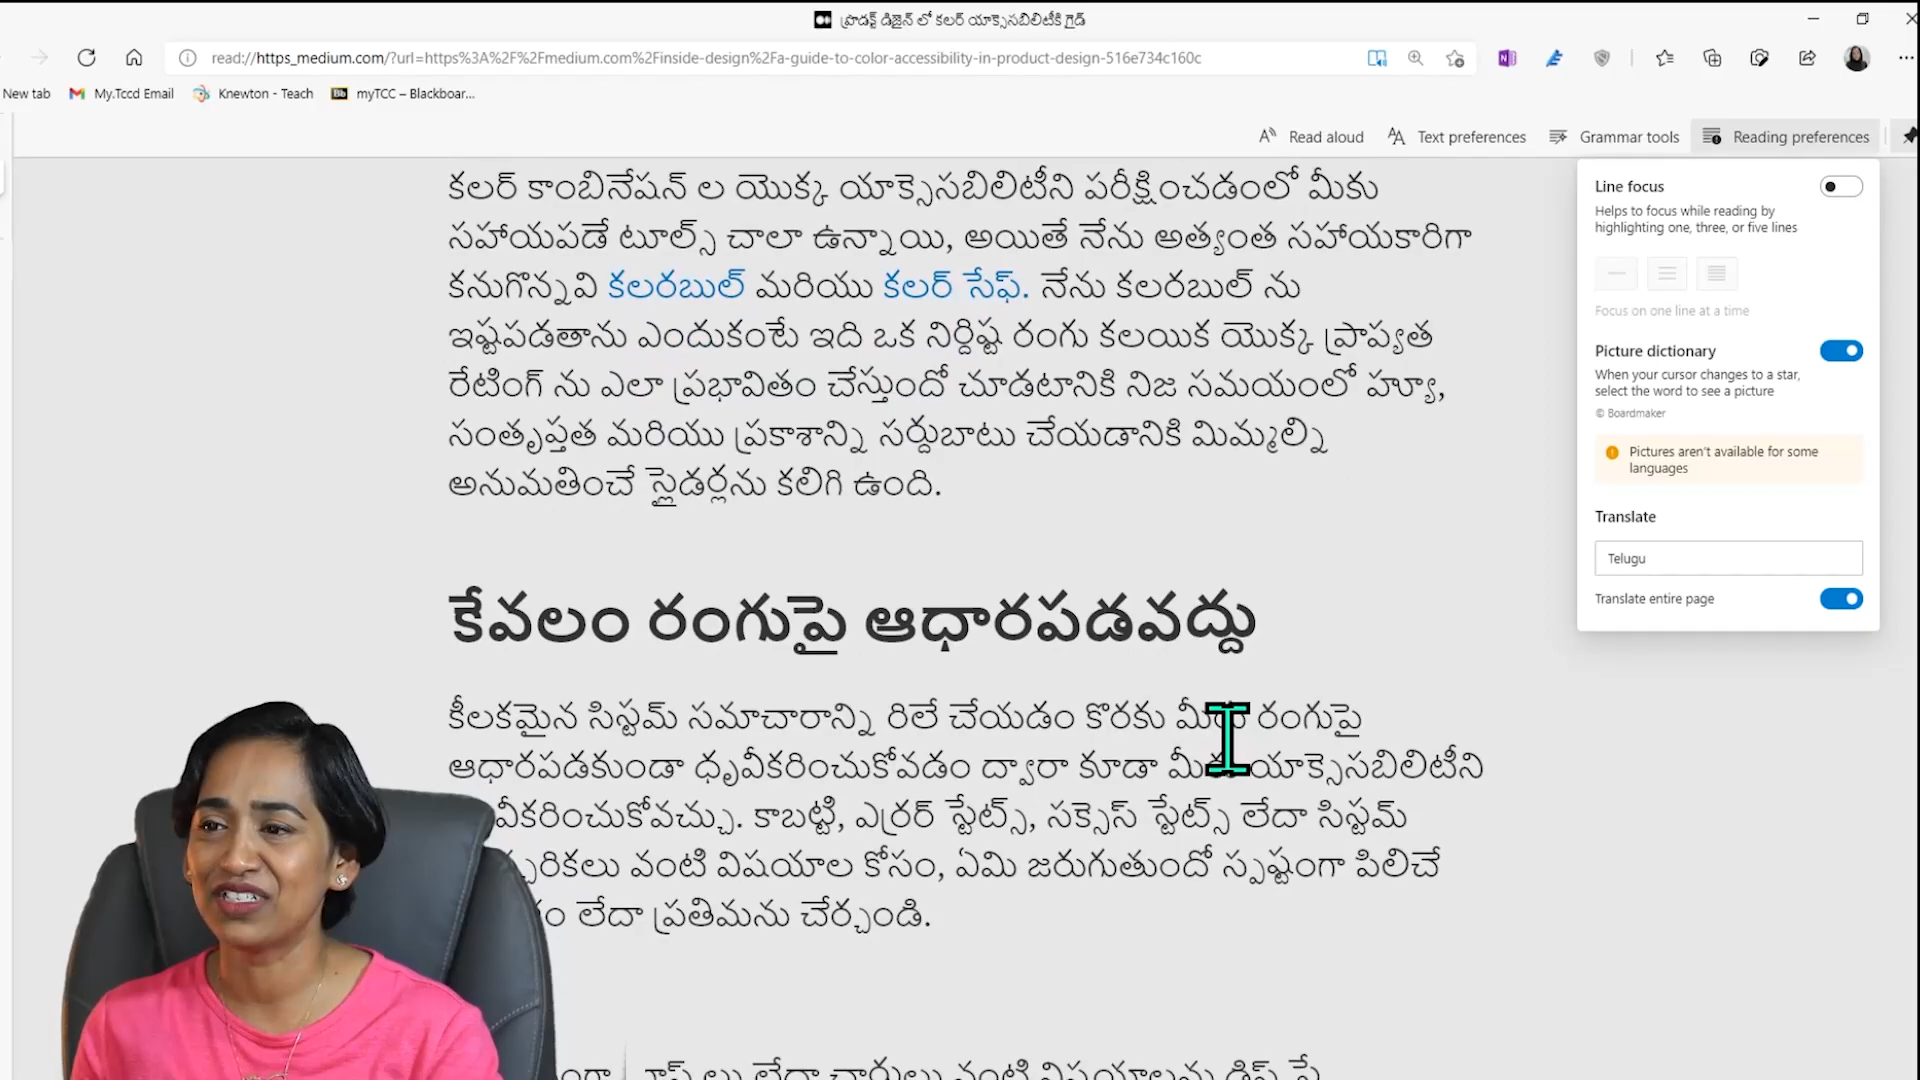 ప్రొడక్ట్ డిజైన్ లో కలర్ యాక్సెసబిలిటీకి గైడ్
read://https_medium.com/?url=https%3A%2F%2Fmedium.com%2Finside-design%2Fa-guide-to-color-accessibility-in-product-design-516e734c160c
New tab My.Tccd Email Knewton - Teach Bb myTCC – Blackboar...
Read aloud Text preferences Grammar tools Reading preferences
కలర్ కాంబినేషన్ ల యొక్క యాక్సెసబిలిటీని పరీక్షించడంలో మీకు
సహాయపడే టూల్స్ చాలా ఉన్నాయి, అయితే నేను అత్యంత సహాయకారిగా
కనుగొన్నవి కలరబుల్ మరియు కలర్ సేఫ్. నేను కలరబుల్ ను
ఇష్టపడతాను ఎందుకంటే ఇది ఒక నిర్దిష్ట రంగు కలయిక యొక్క ప్రాప్యత
రేటింగ్ ను ఎలా ప్రభావితం చేస్తుందో చూడటానికి నిజ సమయంలో హ్యూ,
సంతృప్తత మరియు ప్రకాశాన్ని సర్దుబాటు చేయడానికి మిమ్మల్ని
అనుమతించే స్లైడర్లను కలిగి ఉంది.
కేవలం రంగుపై ఆధారపడవద్దు
కీలకమైన సిస్టమ్ సమాచారాన్ని రిలే చేయడం కొరకు రంగుపై
ఆధారపడకుండా ధృవీకరించుకోవడం ద్వారా కూడా యాక్సెసబిలిటీని
వీకరించుకోవచ్చు. కాబట్టి, ఎర్రర్ స్టేట్స్, సక్సెస్ స్టేట్స్ లేదా సిస్టమ్
చ్చరికలు వంటి విషయాల కోసం, ఏమి జరుగుతుందో స్పష్టంగా పిలిచే
లేదా ప్రతిమను చేర్చండి.
Line focus
Helps to focus while reading by
highlighting one, three, or five lines
Focus on one line at a time
Picture dictionary
When your cursor changes to a star,
select the word to see a picture
© Boardmaker
Pictures aren't available for some
languages
Translate
Telugu
Translate entire page